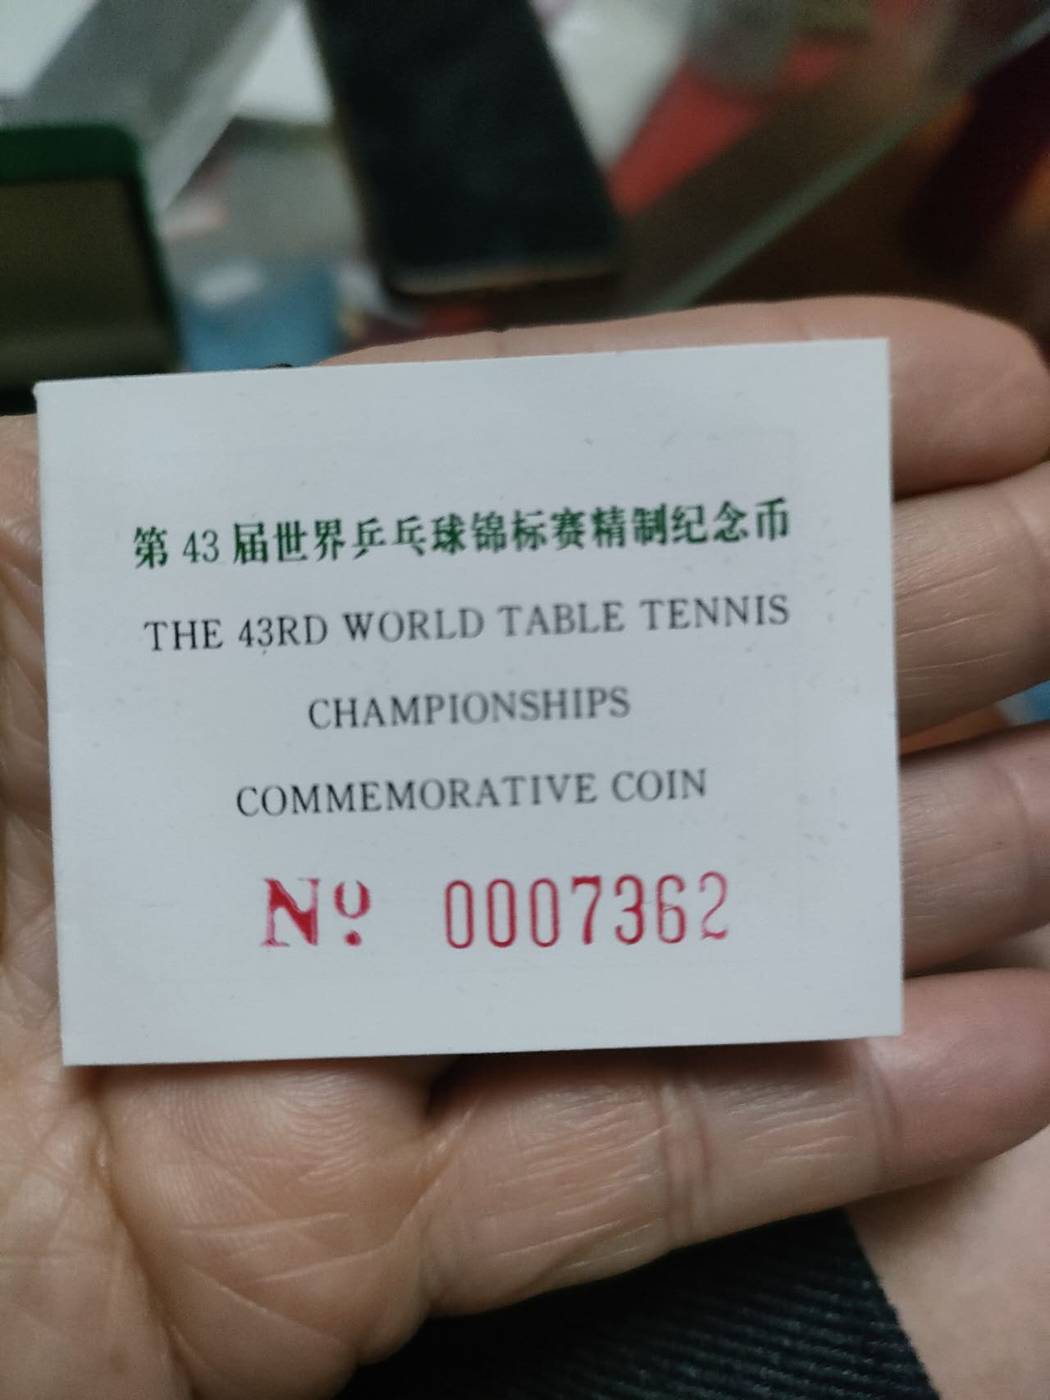 第43届世界乒乓球锦标赛精制纪念币
THE 43RD WORLD TABLE TENNIS
CHAMPIONSHIPS
COMMEMORATIVE COIN
Nº 0007362